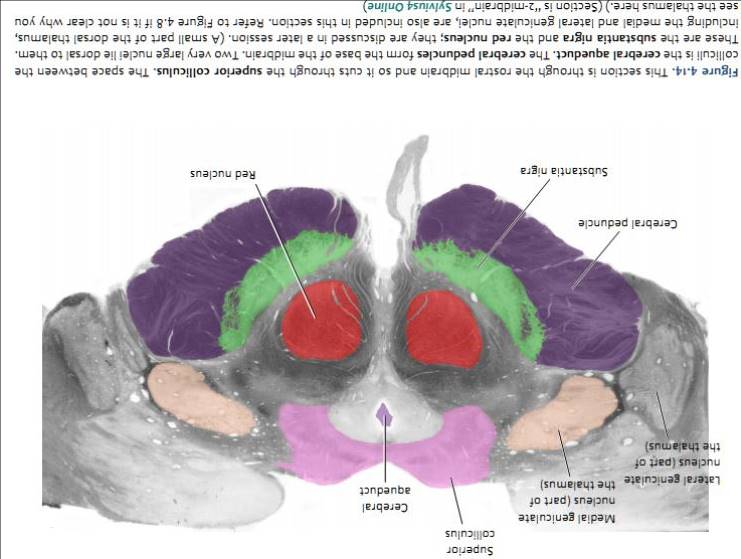 Superior
colliculus
Medial geniculate
nucleus (part of
the thalamus)
Cerebral
aqueduct
Lateral geniculate
nucleus (part of
the thalamus)
Cerebral peduncle
Substantia nigra
Red nucleus
Figure 4.14. This section is through the rostral midbrain and so it cuts through the superior colliculus. The space between the
colliculi is the cerebral aqueduct. The cerebral peduncles form the base of the midbrain. Two very large nuclei lie dorsal to them.
These are the substantia nigra and the red nucleus; they are discussed in a later session. (A small part of the dorsal thalamus,
including the medial and lateral geniculate nuclei, are also included in this section. Refer to Figure 4.8 if it is not clear why you
see the thalamus here.) (Section is "2-midbrain" in Sylvius4 Online)